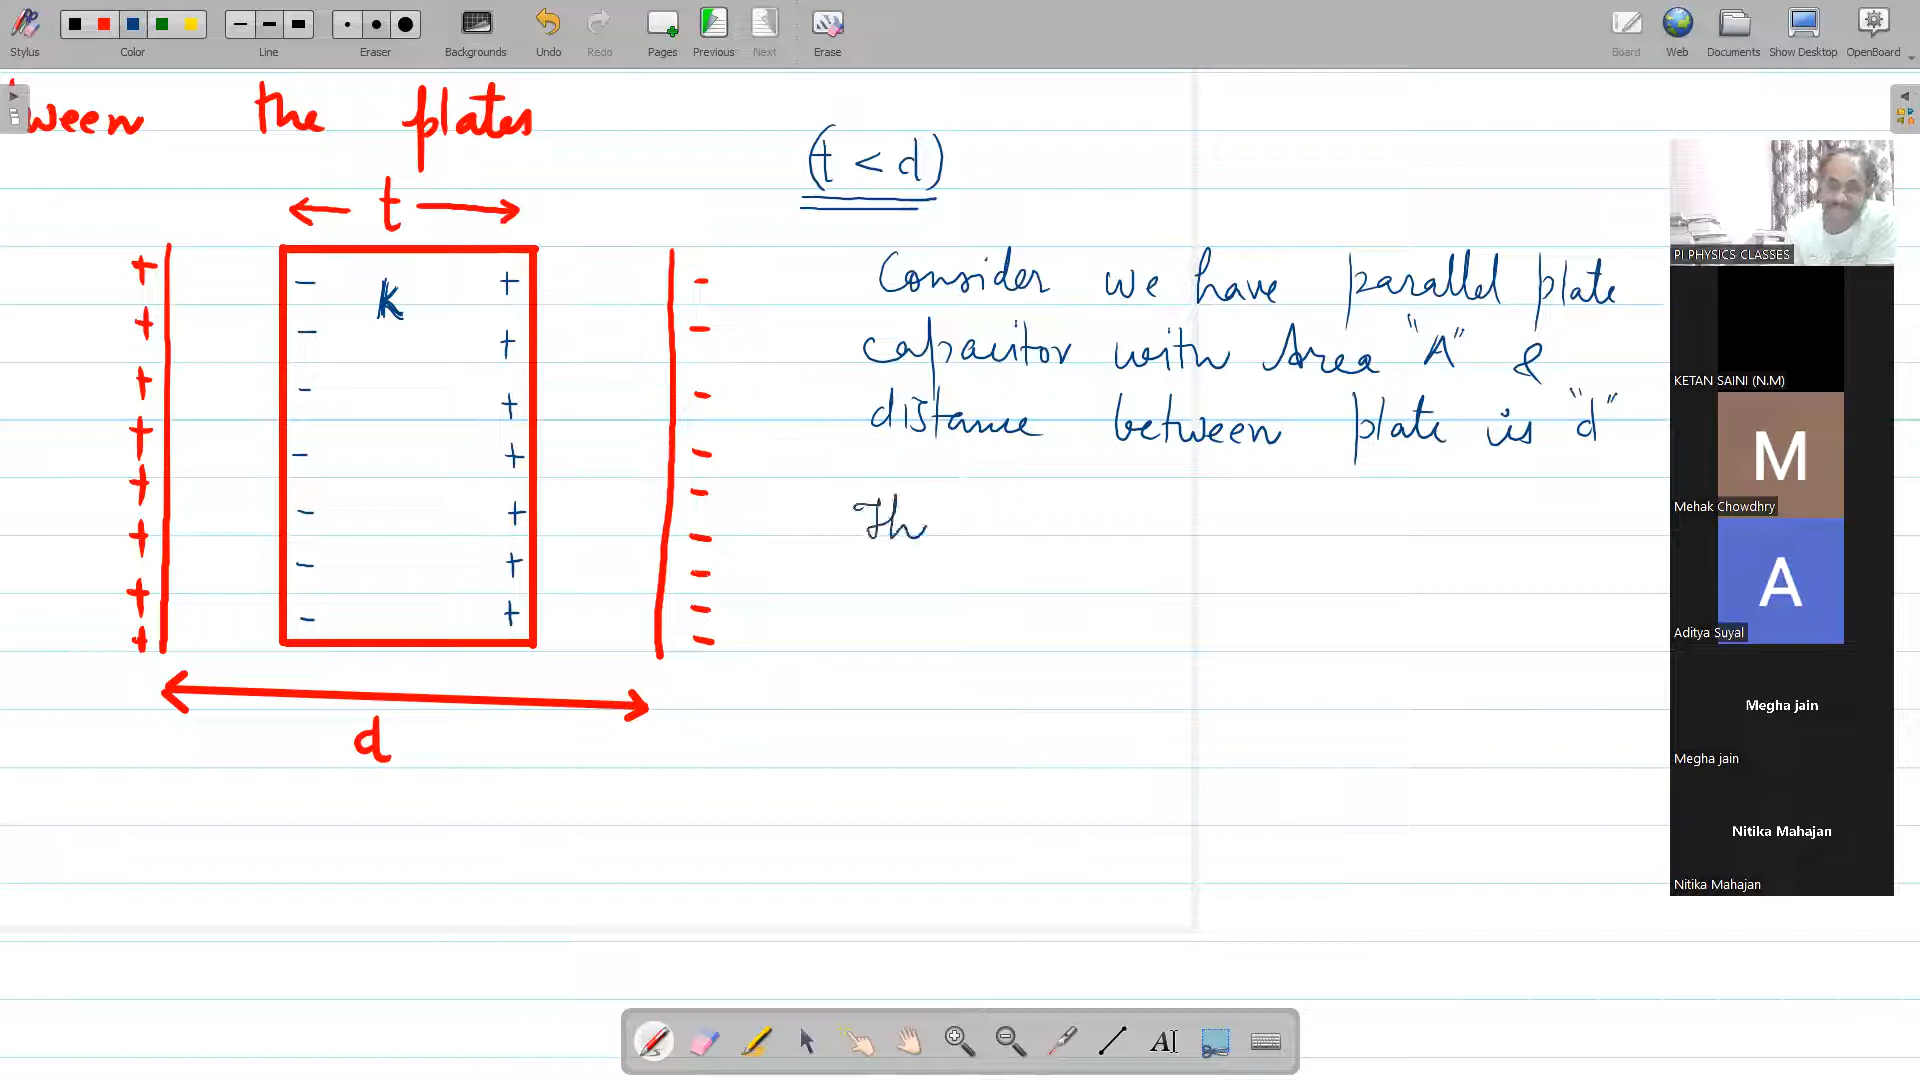 Stylus
Color
Line
Eraser
Backgrounds
Undo
Redo
Pages
Previous
Next
Erase
Board
Web
Documents
Show Desktop
OpenBoard
ween the plates
(t < d)
t
K
d
Consider we have parallel plate
capacitor with Area "A" &
distance between plate is "d"
Th
PI PHYSICS CLASSES
KETAN SAINI (N.M)
M
Mehak Chowdhry
A
Aditya Suyal
Megha jain
Megha jain
Nitika Mahajan
Nitika Mahajan